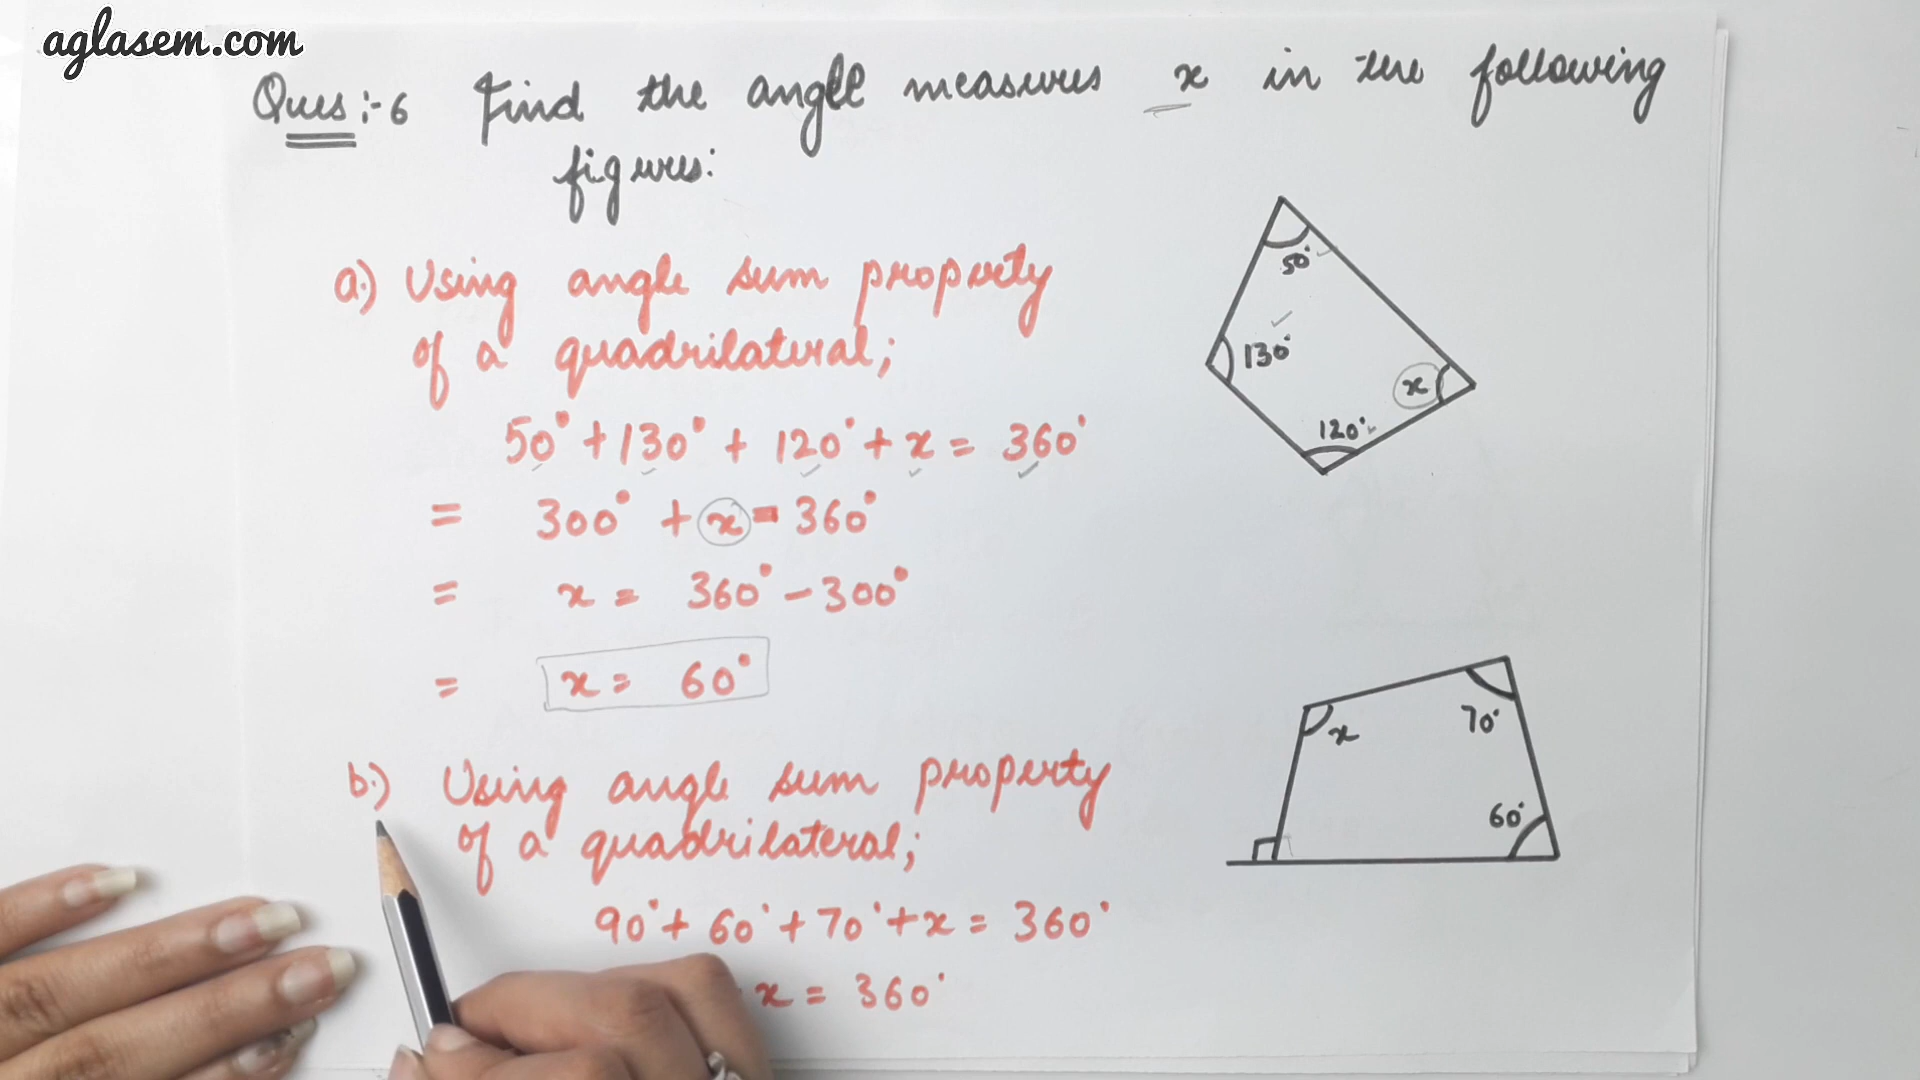 aglasem.com
Ques:-6 Find the angle measures x in the following
figures:
a.) Using angle sum property
of a quadrilateral;
50° + 130° + 120° + x = 360°
= 300° + x = 360°
= x = 360° - 300°
= x = 60°
50°
130°
x
120°
b.) Using angle sum property
of a quadrilateral;
90° + 60° + 70° + x = 360°
x = 360°
x
70°
60°